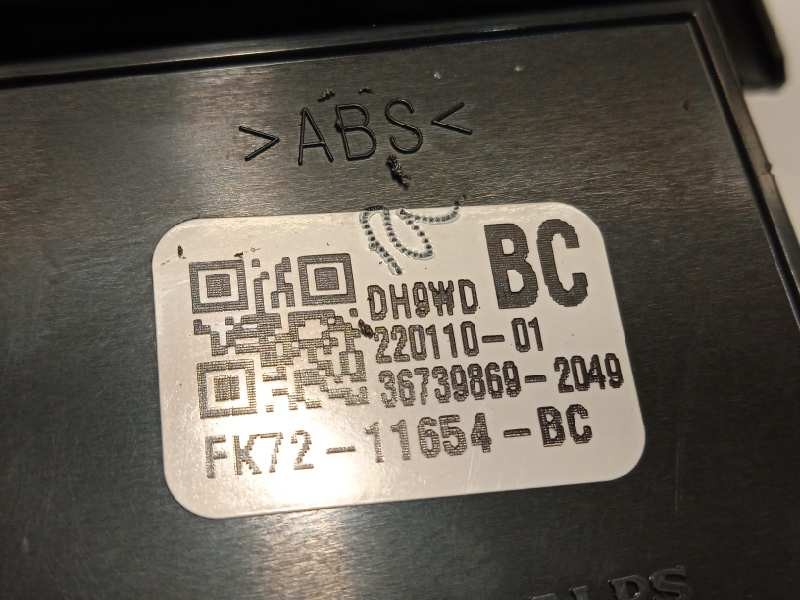 >ABS<
BC
DH9WD
220110-01
36739869-2049
FK72-11654-BC